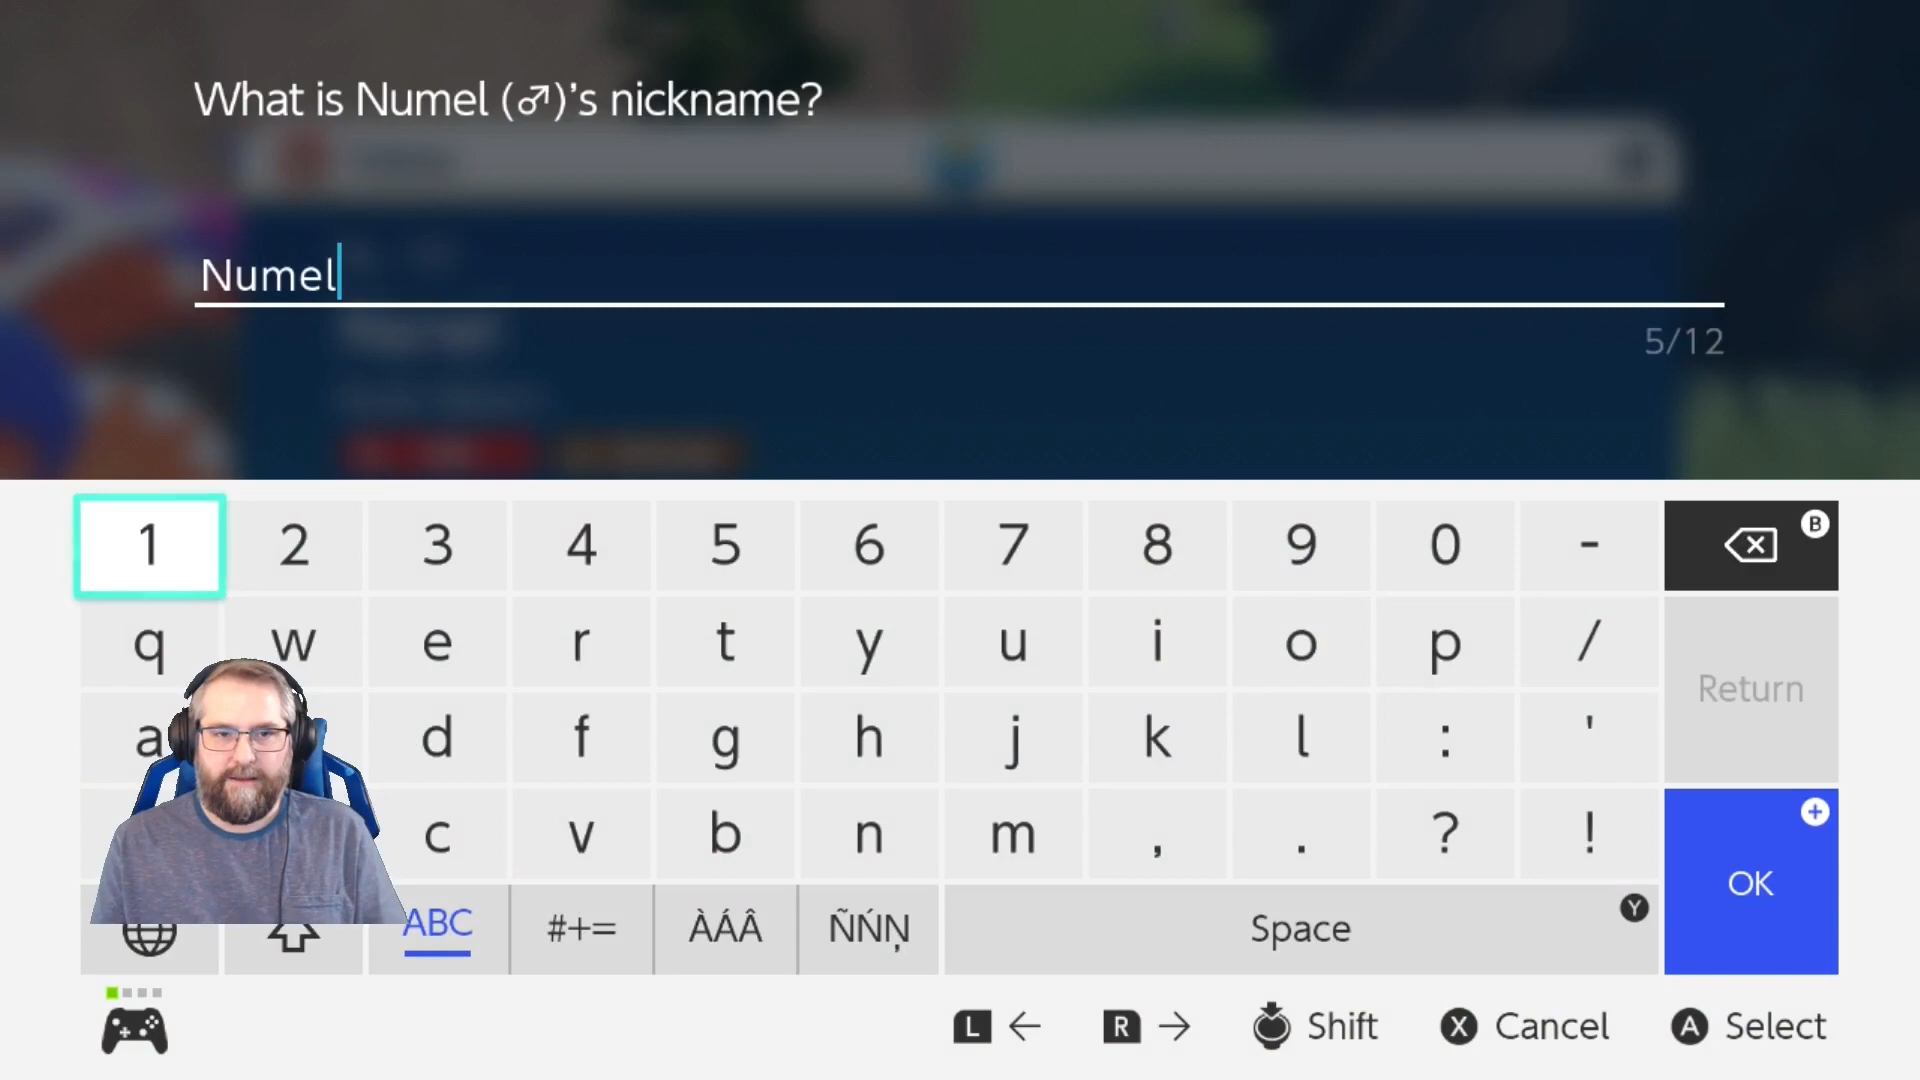 What is Numel (♂)'s nickname?
Numel
5/12
1 2 3 4 5 6 7 8 9 0 -
B
q w e r t y u i o p /
Return
a d f g h j k l : '
c v b n m , . ? !
+
OK
ABC #+= ÀÁÂ ÑŃŅ Space
Y
L ← R → Shift X Cancel A Select